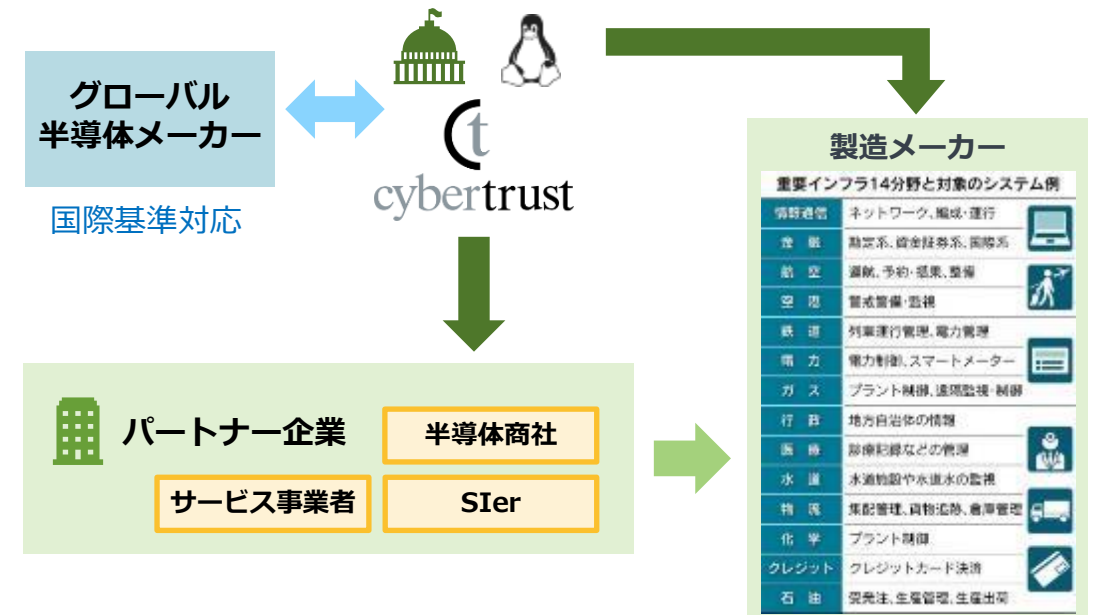 グローバル
半導体メーカー
国際基準対応
cybertrust
パートナー企業
半導体商社
サービス事業者
SIer
製造メーカー
重要インフラ14分野と対象のシステム例
情報通信 ネットワーク、編成・運行
金融 勘定系、資金証券系、国際系
航空 運航、予約・搭乗、整備
空港 警戒警備・監視
鉄道 列車運行管理、電力管理
電力 電力制御、スマートメーター
ガス プラント制御、遠隔監視・制御
行政 地方自治体の情報
医療 診療記録などの管理
水道 水道施設や水道水の監視
物流 集配管理、貨物追跡、倉庫管理
化学 プラント制御
クレジット クレジットカード決済
石油 受発注、生産管理、生産出荷